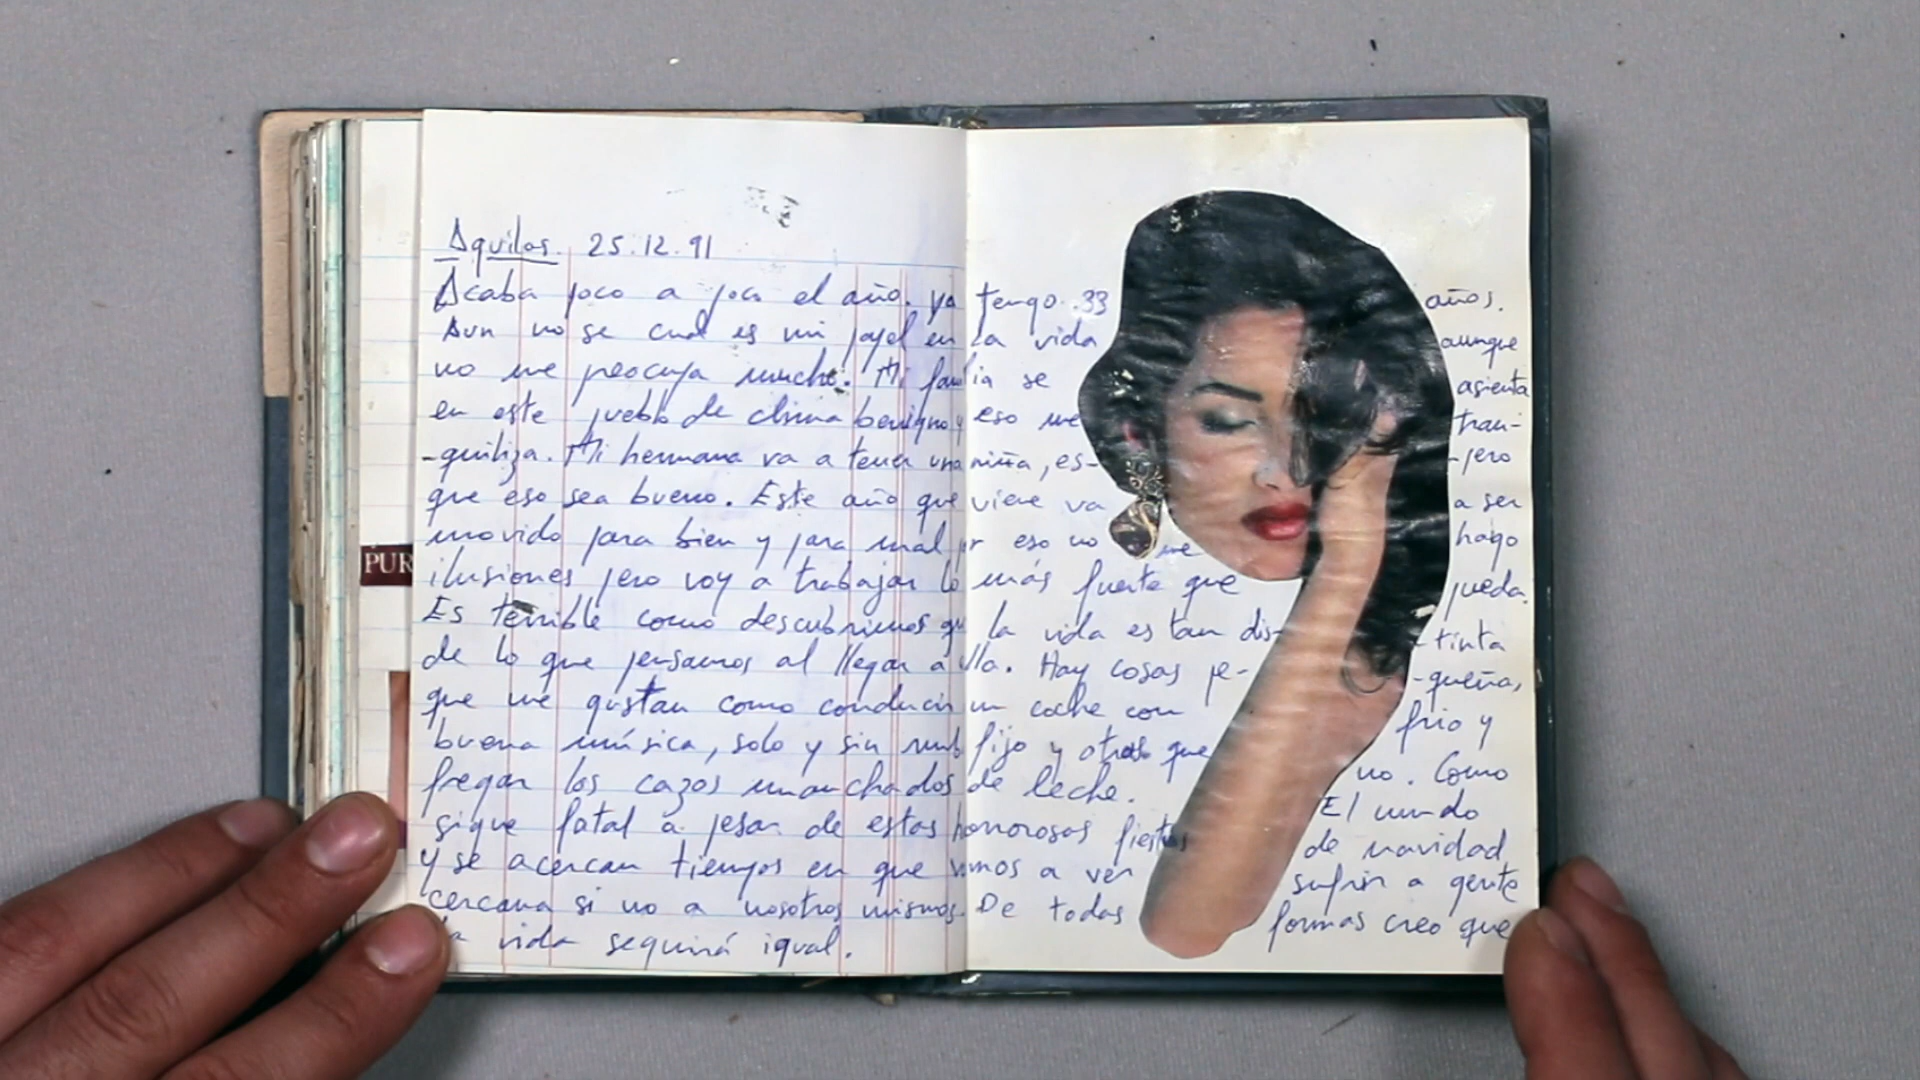 Aguilas. 25.12.91
Acaba poco a poco el año. ya tengo 33 años.
Aun no se cual es mi papel en la vida aunque
no me preocupa mucho. Mi familia se asienta
en este pueblo de clima benigno y eso me tran-
-quiliza. Mi hermana va a tener una niña, es- -pero
que eso sea bueno. Este año que viene va a ser
movido para bien y para mal por eso no me hago
ilusiones pero voy a trabajar lo más fuerte que pueda.
Es terrible como descubrimos que la vida es tan dis- -tinta
de lo que pensamos al llegar a ella. Hay cosas pe- -queñas,
que me gustan como conducir un coche con frio y
buena música, solo y sin rumbo fijo y otras que no. Como
fregar los cazos manchados de leche. El mundo
sigue fatal a pesar de estas horrorosas fiestas de navidad
y se acercan tiempos en que vamos a ver sufrir a gente
cercana si no a nosotros mismos. De todas formas creo que
la vida seguirá igual.
PUR